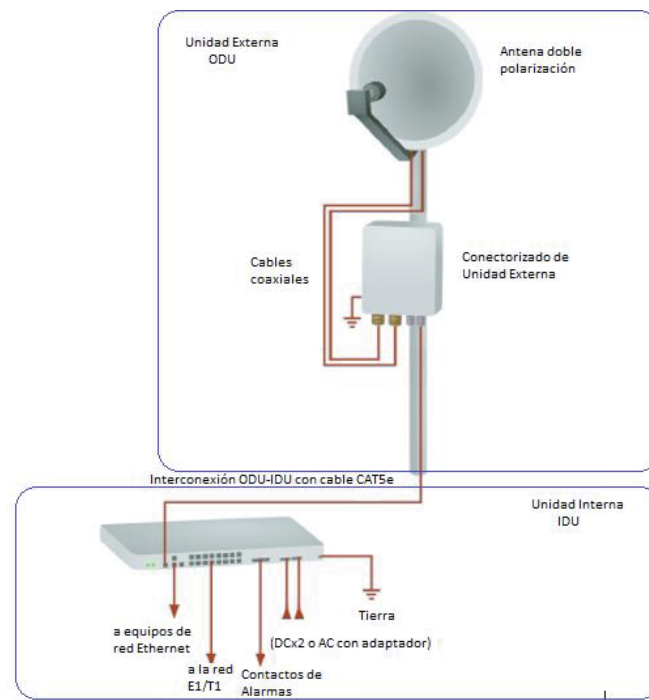 Unidad Externa
ODU
Antena doble
polarización
Cables
coaxiales
Conectorizado de
Unidad Externa
Interconexión ODU-IDU con cable CAT5e
Unidad Interna
IDU
Tierra
a equipos de
red Ethernet
(DCx2 o AC con adaptador)
a la red
E1/T1
Contactos de
Alarmas